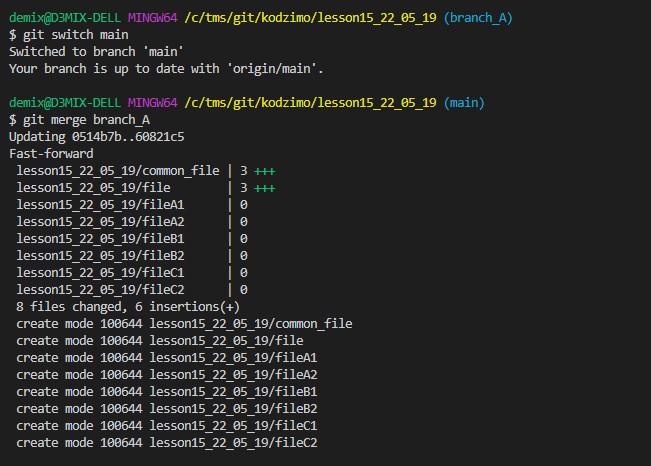 demix@D3MIX-DELL MINGW64 /c/tms/git/kodzimo/lesson15_22_05_19 (branch_A)
$ git switch main
Switched to branch 'main'
Your branch is up to date with 'origin/main'.

demix@D3MIX-DELL MINGW64 /c/tms/git/kodzimo/lesson15_22_05_19 (main)
$ git merge branch_A
Updating 0514b7b..60821c5
Fast-forward
 lesson15_22_05_19/common_file | 3 +++
 lesson15_22_05_19/file        | 3 +++
 lesson15_22_05_19/fileA1      | 0
 lesson15_22_05_19/fileA2      | 0
 lesson15_22_05_19/fileB1      | 0
 lesson15_22_05_19/fileB2      | 0
 lesson15_22_05_19/fileC1      | 0
 lesson15_22_05_19/fileC2      | 0
 8 files changed, 6 insertions(+)
 create mode 100644 lesson15_22_05_19/common_file
 create mode 100644 lesson15_22_05_19/file
 create mode 100644 lesson15_22_05_19/fileA1
 create mode 100644 lesson15_22_05_19/fileA2
 create mode 100644 lesson15_22_05_19/fileB1
 create mode 100644 lesson15_22_05_19/fileB2
 create mode 100644 lesson15_22_05_19/fileC1
 create mode 100644 lesson15_22_05_19/fileC2